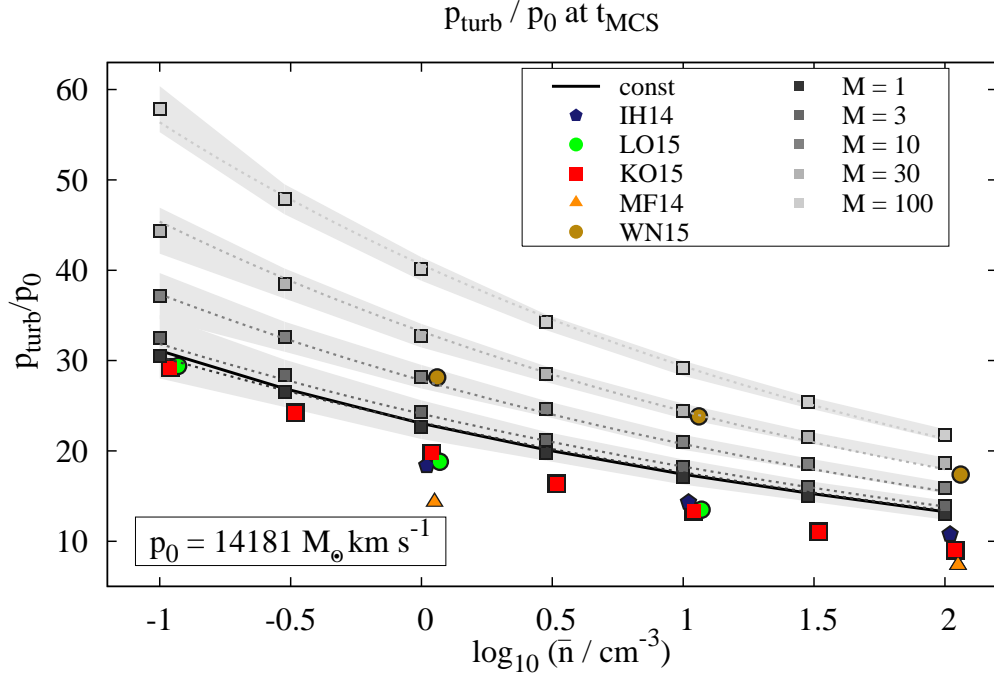 p_turb / p_0 at t_MCS
const
IH14
LO15
KO15
MF14
WN15
M = 1
M = 3
M = 10
M = 30
M = 100
p_turb/p_0
60
50
40
30
20
10
p_0 = 14181 M_⊙ km s^-1
-1
-0.5
0
0.5
1
1.5
2
log_10 (n̄ / cm^-3)